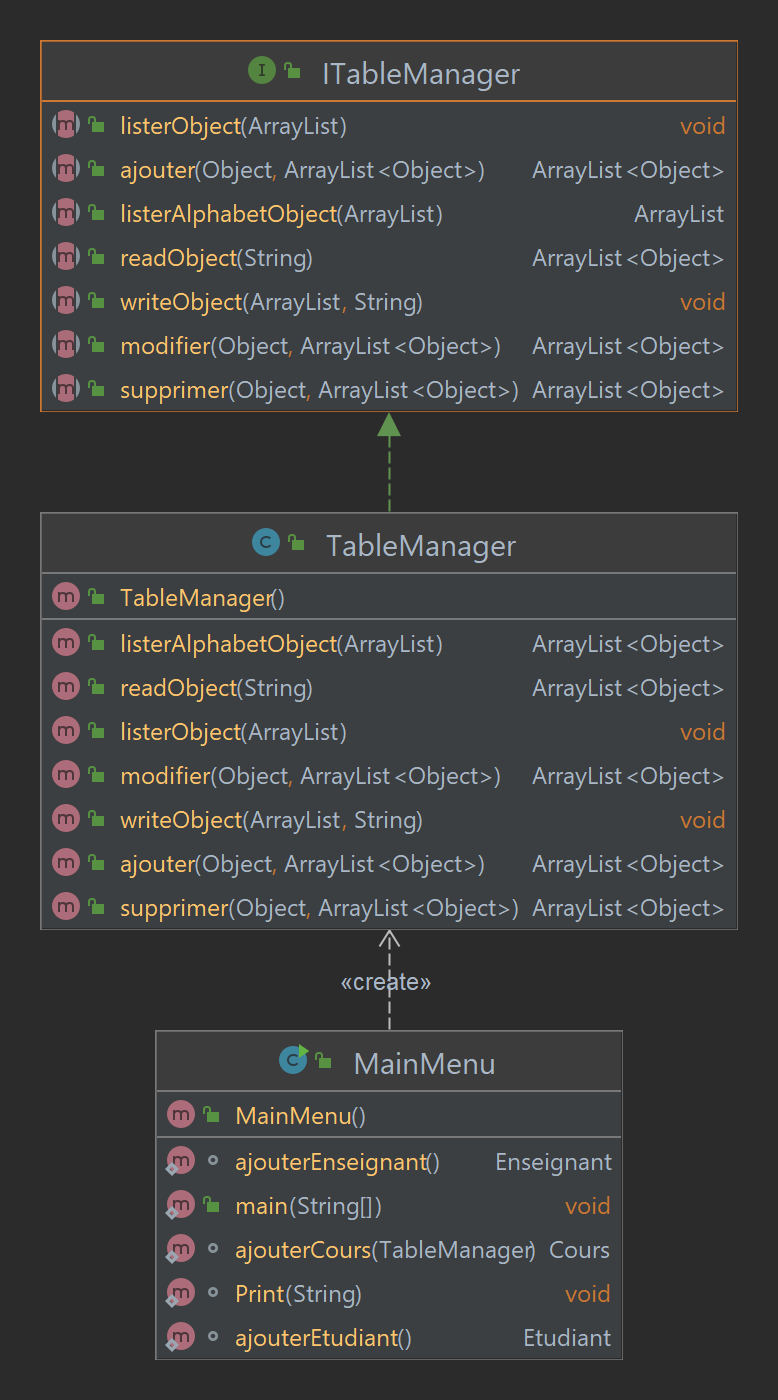 ITableManager
listerObject(ArrayList) void
ajouter(Object, ArrayList<Object>) ArrayList<Object>
listerAlphabetObject(ArrayList) ArrayList
readObject(String) ArrayList<Object>
writeObject(ArrayList, String) void
modifier(Object, ArrayList<Object>) ArrayList<Object>
supprimer(Object, ArrayList<Object>) ArrayList<Object>
TableManager
TableManager()
listerAlphabetObject(ArrayList) ArrayList<Object>
readObject(String) ArrayList<Object>
listerObject(ArrayList) void
modifier(Object, ArrayList<Object>) ArrayList<Object>
writeObject(ArrayList, String) void
ajouter(Object, ArrayList<Object>) ArrayList<Object>
supprimer(Object, ArrayList<Object>) ArrayList<Object>
«create»
MainMenu
MainMenu()
ajouterEnseignant() Enseignant
main(String[]) void
ajouterCours(TableManager) Cours
Print(String) void
ajouterEtudiant() Etudiant